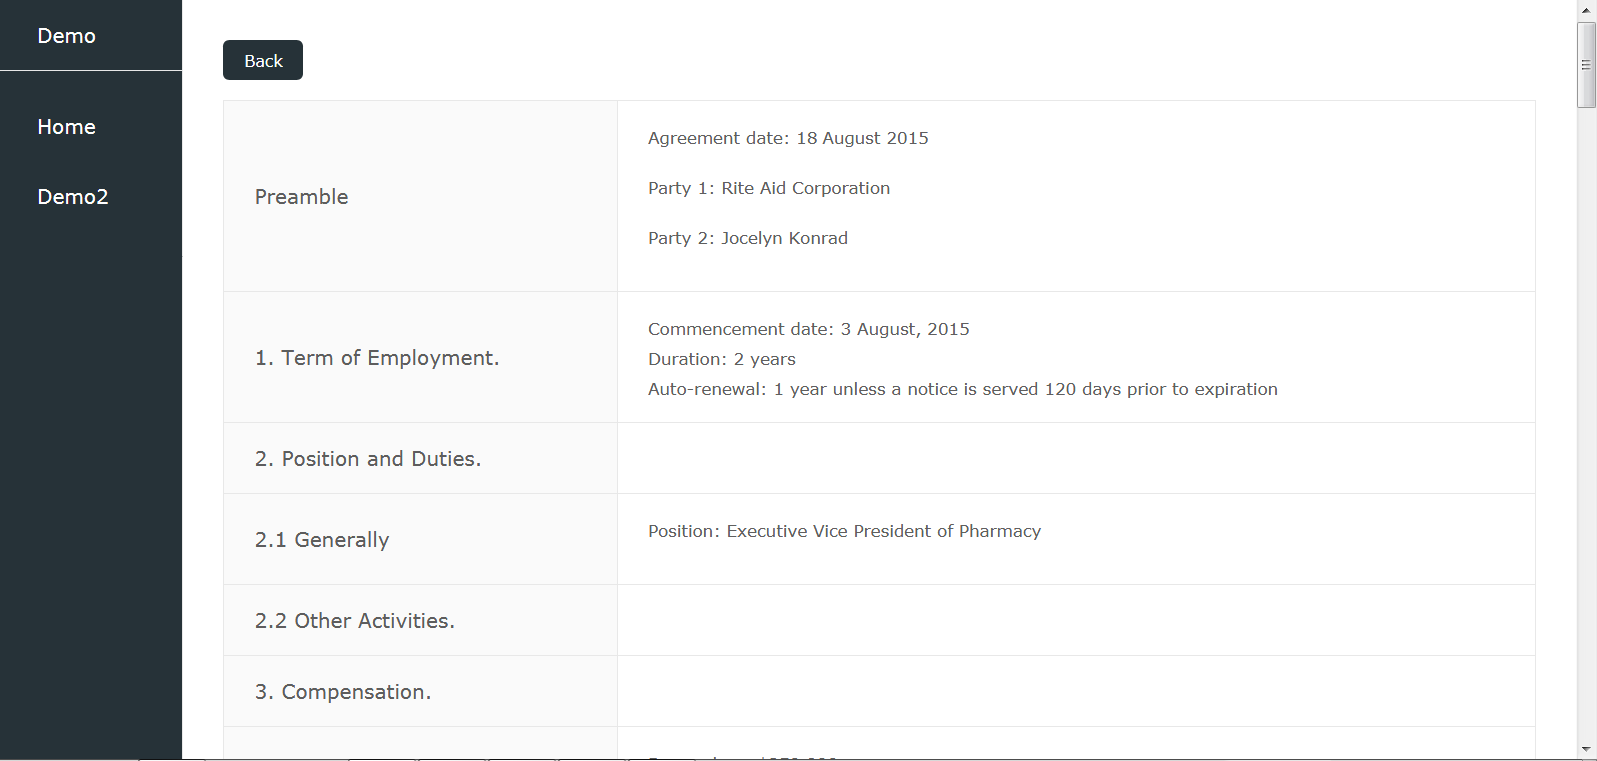 Demo
Home
Demo2
Back
Preamble
Agreement date: 18 August 2015
Party 1: Rite Aid Corporation
Party 2: Jocelyn Konrad
1. Term of Employment.
Commencement date: 3 August, 2015
Duration: 2 years
Auto-renewal: 1 year unless a notice is served 120 days prior to expiration
2. Position and Duties.
2.1 Generally
Position: Executive Vice President of Pharmacy
2.2 Other Activities.
3. Compensation.